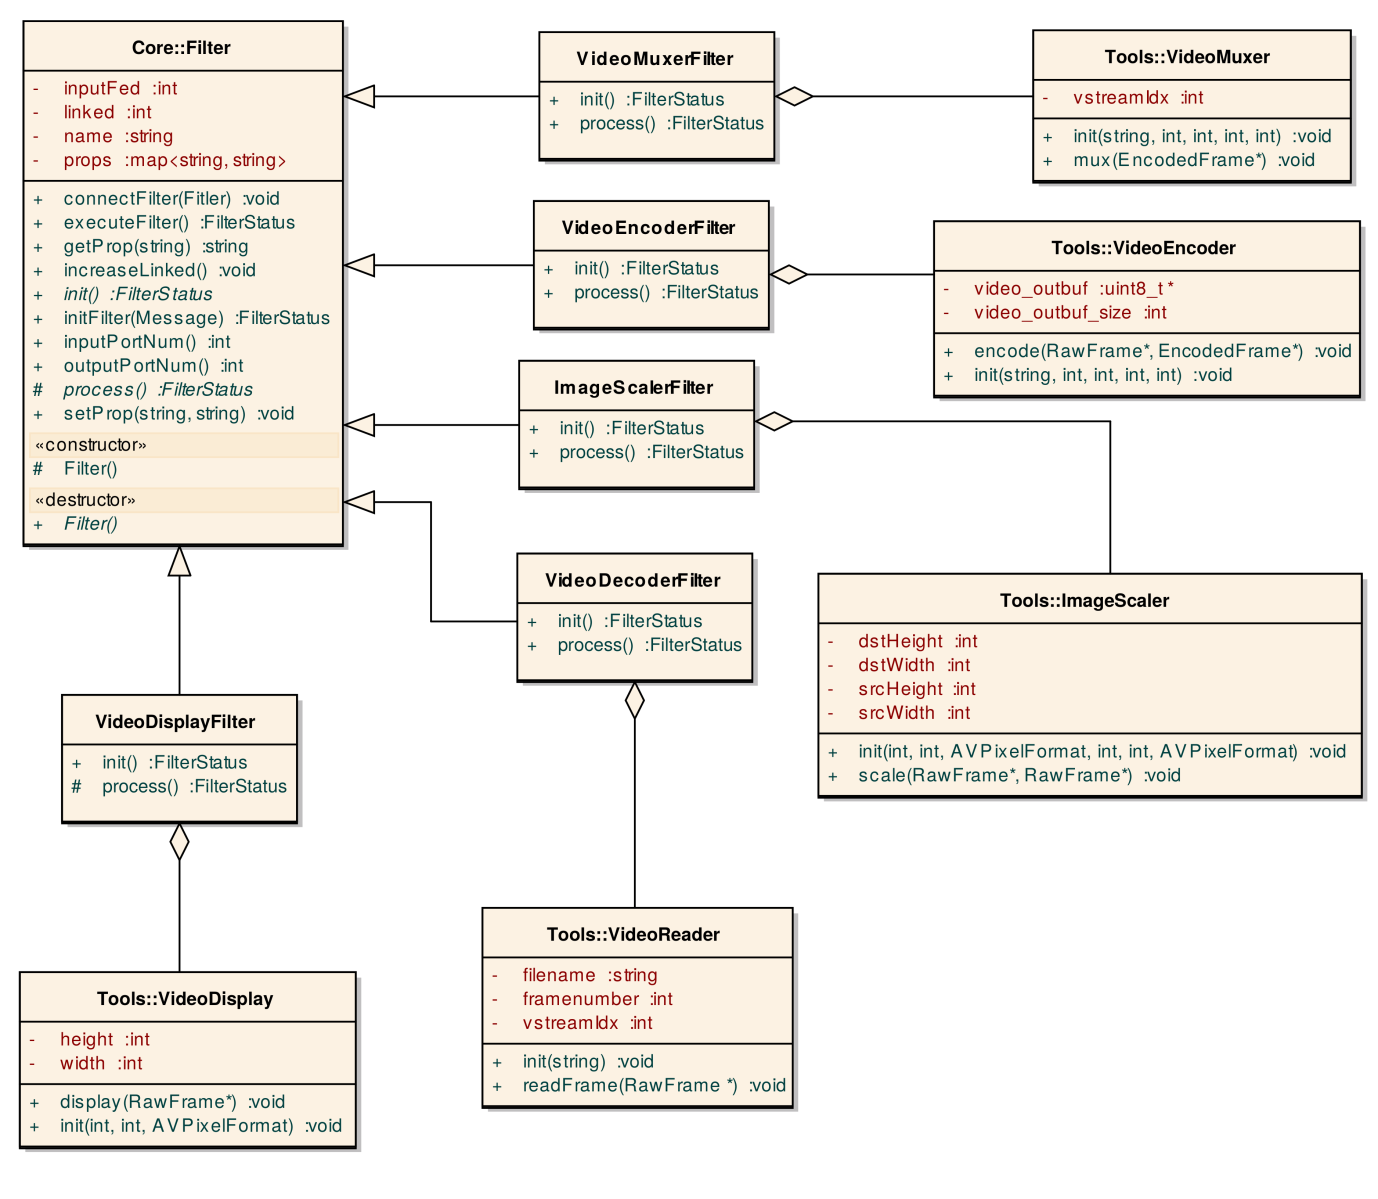 Core::Filter
- inputFed :int
- linked :int
- name :string
- props :map<string, string>
+ connectFilter(Fitler) :void
+ executeFilter() :FilterStatus
+ getProp(string) :string
+ increaseLinked() :void
+ init() :FilterStatus
+ initFilter(Message) :FilterStatus
+ inputPortNum() :int
+ outputPortNum() :int
# process() :FilterStatus
+ setProp(string, string) :void
«constructor»
# Filter()
«destructor»
+ Filter()
VideoMuxerFilter
+ init() :FilterStatus
+ process() :FilterStatus
Tools::VideoMuxer
- vstreamIdx :int
+ init(string, int, int, int, int) :void
+ mux(EncodedFrame*) :void
VideoEncoderFilter
+ init() :FilterStatus
+ process() :FilterStatus
Tools::VideoEncoder
- video_outbuf :uint8_t *
- video_outbuf_size :int
+ encode(RawFrame*, EncodedFrame*) :void
+ init(string, int, int, int, int) :void
ImageScalerFilter
+ init() :FilterStatus
+ process() :FilterStatus
VideoDecoderFilter
+ init() :FilterStatus
+ process() :FilterStatus
Tools::ImageScaler
- dstHeight :int
- dstWidth :int
- srcHeight :int
- srcWidth :int
+ init(int, int, AVPixelFormat, int, int, AVPixelFormat) :void
+ scale(RawFrame*, RawFrame*) :void
VideoDisplayFilter
+ init() :FilterStatus
# process() :FilterStatus
Tools::VideoReader
- filename :string
- framenumber :int
- vstreamIdx :int
+ init(string) :void
+ readFrame(RawFrame *) :void
Tools::VideoDisplay
- height :int
- width :int
+ display(RawFrame*) :void
+ init(int, int, AVPixelFormat) :void